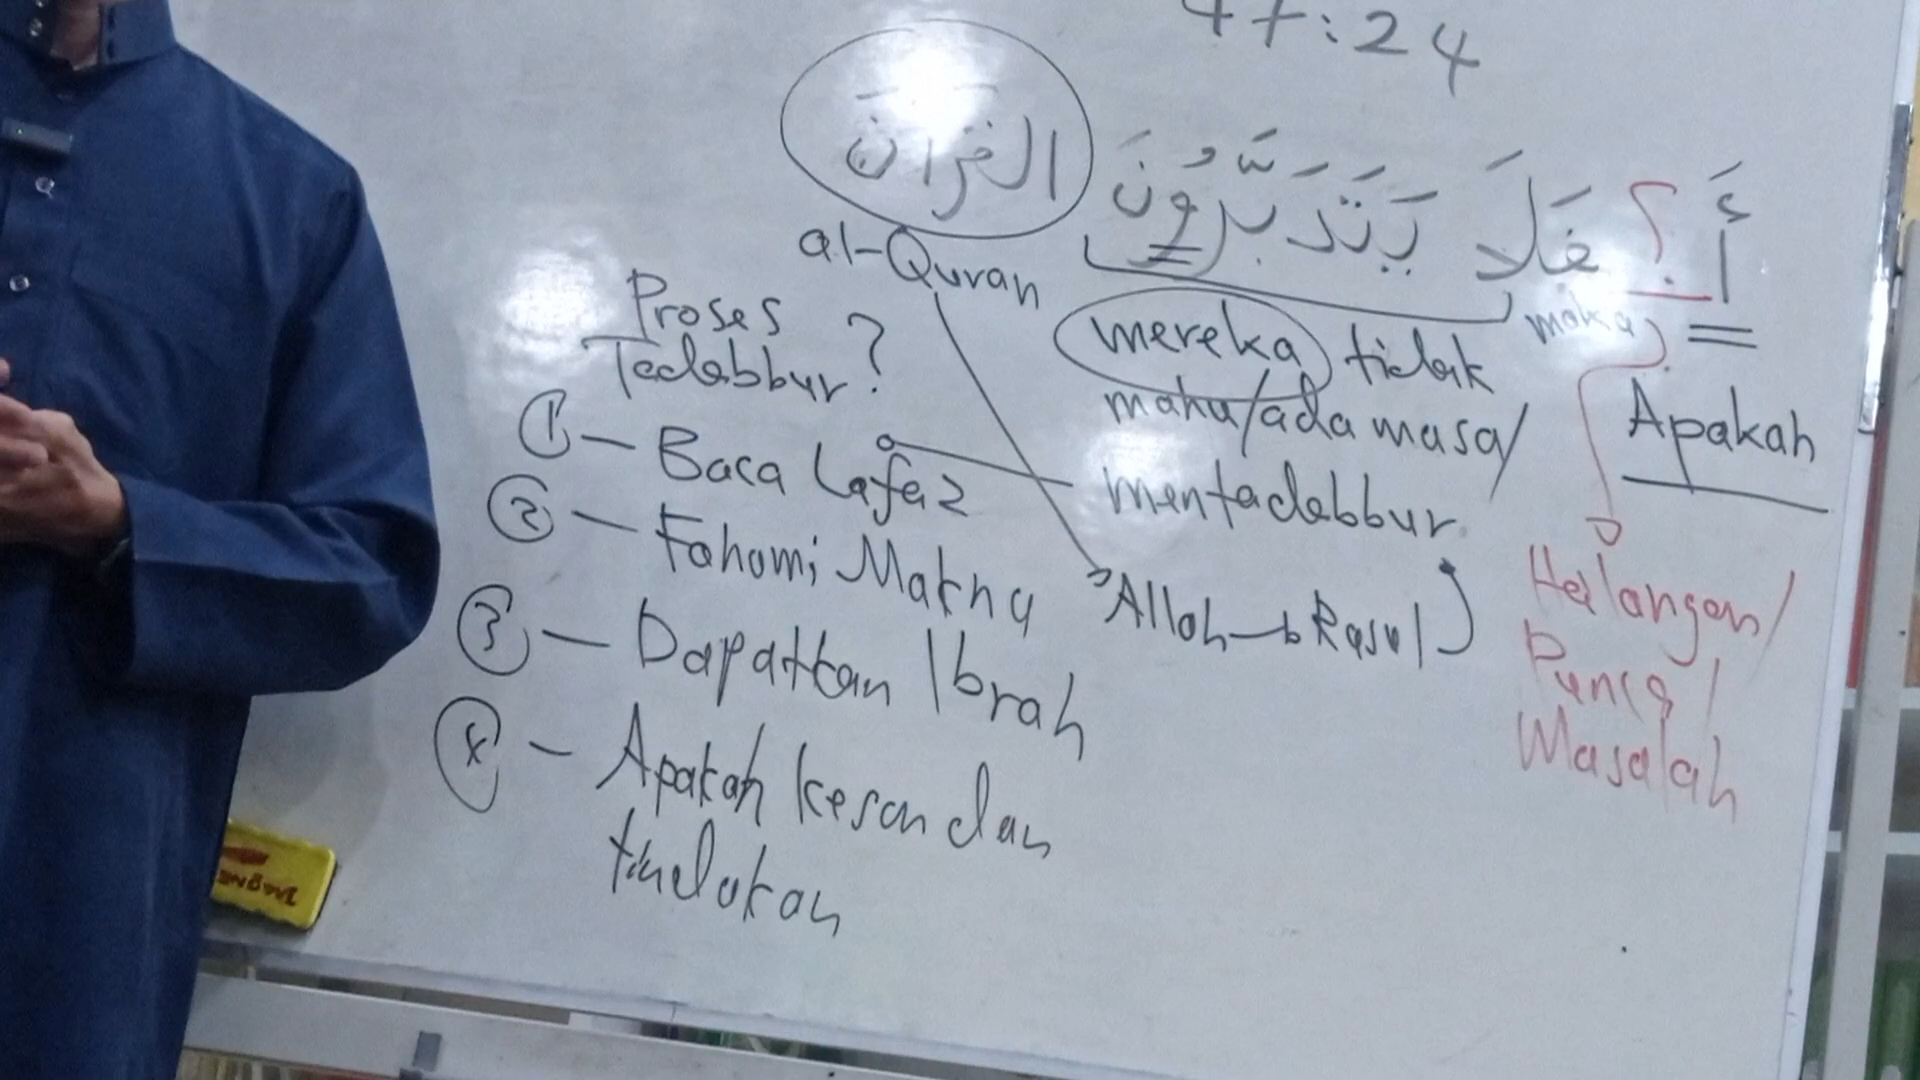 47:24
أَ ؟ فَلَا يَتَدَبَّرُونَ الْقُرْآنَ
al-Quran
maka
Apakah
mereka tidak
mahu/ada masa/
mentadabbur
Allah → Rasul
Halangan/
Punca/
Masalah
Proses
Tadabbur?
① — Baca Lafaz
② — Fahami Makna
③ — Dapatkan Ibrah
④ — Apakah kesan dan
tindakan